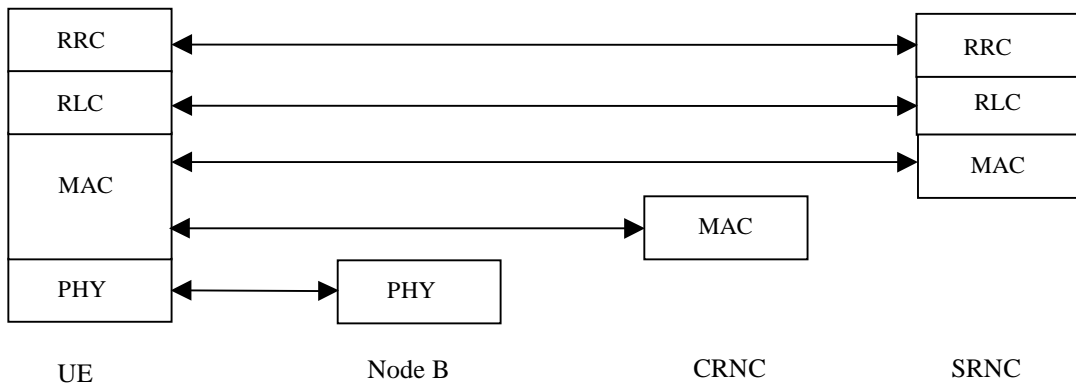 RRC
RRC
RLC
RLC
MAC
MAC
MAC
PHY
PHY
UE
Node B
CRNC
SRNC